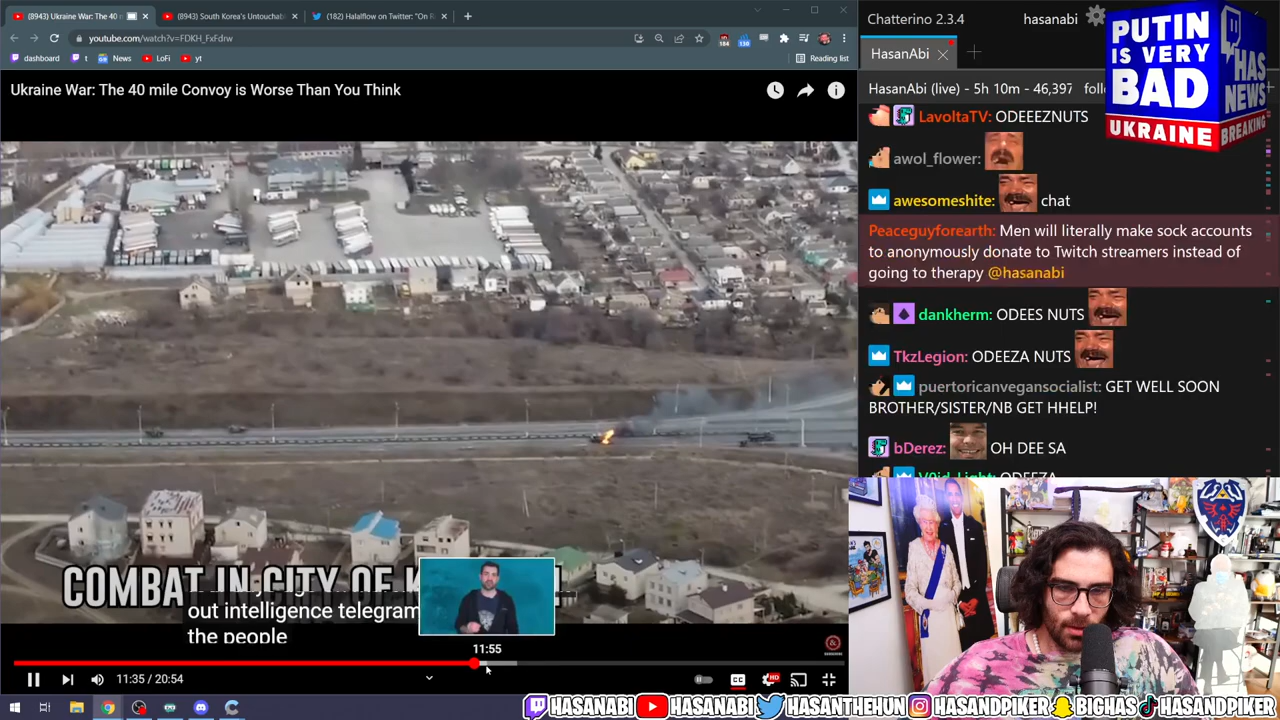 (8943) Ukraine War: The 40 m
(8943) South Korea's Untouchab
(182) Halalflow on Twitter: "On R
youtube.com/watch?v=FDKH_FxFdrw
184
130
dashboard
t
News
LoFi
yt
Reading list
Ukraine War: The 40 mile Convoy is Worse Than You Think
COMBAT IN CITY OF K
out intelligence telegram
the people
11:55
11:35 / 20:54
CC
HD
Chatterino 2.3.4
hasanabi
HasanAbi
HasanAbi (live) - 5h 10m - 46,397
PUTIN
IS VERY
BAD
UKRAINE
HAS
NEWS
BREAKING
LavoltaTV: ODEEEZNUTS
awol_flower:
awesomeshite: chat
Peaceguyforearth: Men will literally make sock accounts
to anonymously donate to Twitch streamers instead of
going to therapy @hasanabi
dankherm: ODEES NUTS
TkzLegion: ODEEZA NUTS
puertoricanvegansocialist: GET WELL SOON
BROTHER/SISTER/NB GET HHELP!
bDerez: OH DEE SA
HASANABI
HASANABI
HASANTHEHUN
HASANDPIKER
BIGHAS
HASANDPIKER